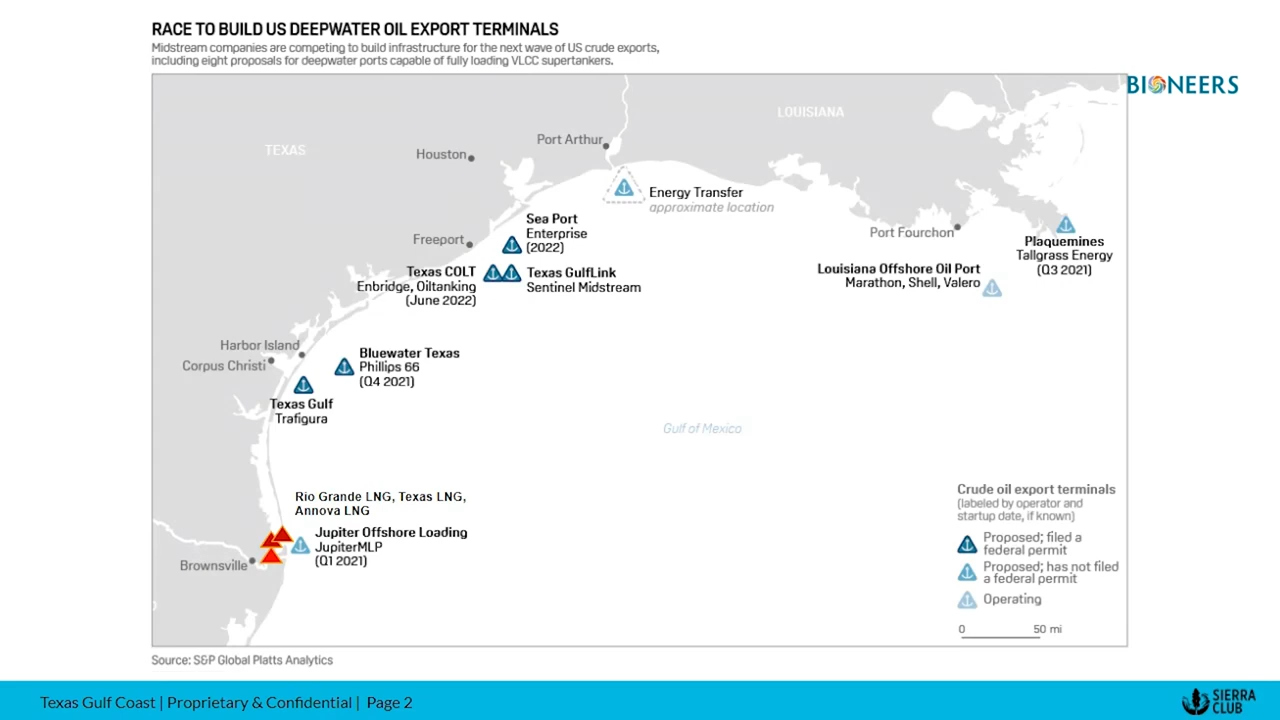 RACE TO BUILD US DEEPWATER OIL EXPORT TERMINALS
Midstream companies are competing to build infrastructure for the next wave of US crude exports,
including eight proposals for deepwater ports capable of fully loading VLCC supertankers.
BIONEERS
LOUISIANA
TEXAS
Port Arthur
Houston
Energy Transfer
approximate location
Sea Port
Enterprise
(2022)
Freeport
Port Fourchon
Plaquemines
Tallgrass Energy
(Q3 2021)
Texas COLT
Enbridge, Oiltanking
(June 2022)
Texas GulfLink
Sentinel Midstream
Louisiana Offshore Oil Port
Marathon, Shell, Valero
Harbor Island
Corpus Christi
Bluewater Texas
Phillips 66
(Q4 2021)
Texas Gulf
Trafigura
Gulf of Mexico
Rio Grande LNG, Texas LNG,
Annova LNG
Jupiter Offshore Loading
JupiterMLP
(Q1 2021)
Brownsville
Crude oil export terminals
(labeled by operator and
startup date, if known)
Proposed; filed a
federal permit
Proposed; has not filed
a federal permit
Operating
0 50 mi
Source: S&P Global Platts Analytics
Texas Gulf Coast | Proprietary & Confidential | Page 2
SIERRA
CLUB